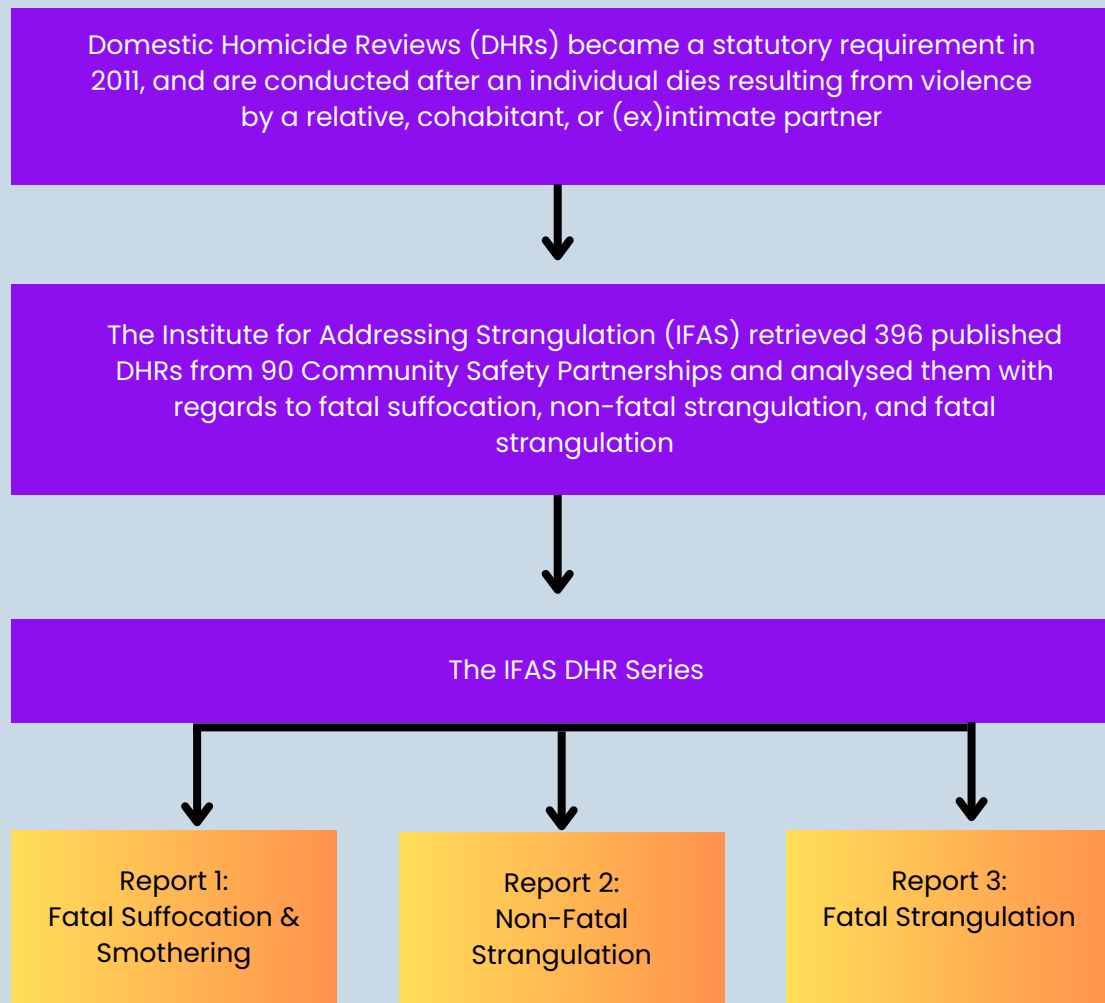 Domestic Homicide Reviews (DHRs) became a statutory requirement in
2011, and are conducted after an individual dies resulting from violence
by a relative, cohabitant, or (ex)intimate partner
The Institute for Addressing Strangulation (IFAS) retrieved 396 published
DHRs from 90 Community Safety Partnerships and analysed them with
regards to fatal suffocation, non-fatal strangulation, and fatal
strangulation
The IFAS DHR Series
Report 1:
Fatal Suffocation &
Smothering
Report 2:
Non-Fatal
Strangulation
Report 3:
Fatal Strangulation